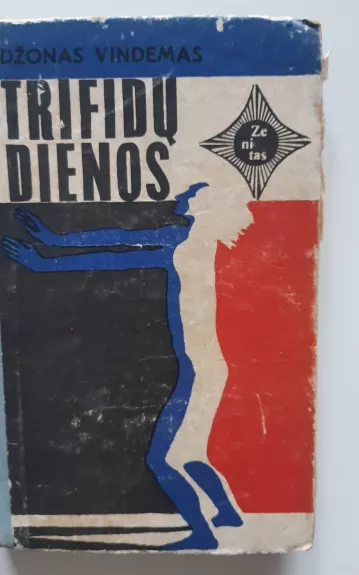 DŽONAS VINDEMAS
TRIFIDŲ
DIENOS
Ze
ni
tas